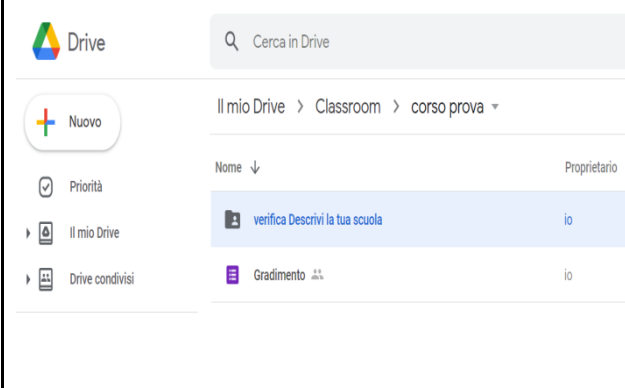 Drive
Cerca in Drive
Nuovo
Il mio Drive > Classroom > corso prova
Nome
Proprietario
Priorità
verifica Descrivi la tua scuola
io
Il mio Drive
Gradimento
io
Drive condivisi